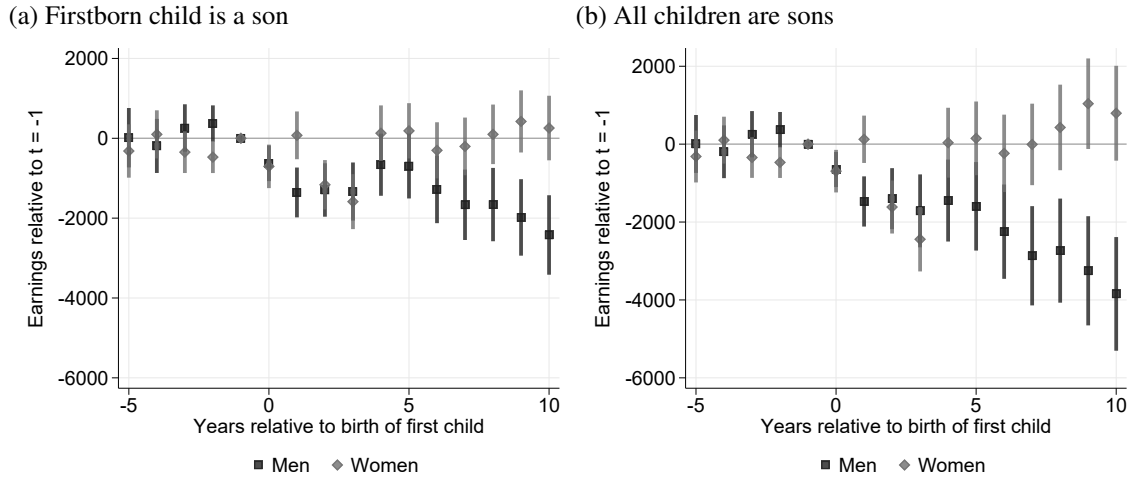 (a) Firstborn child is a son
Earnings relative to t = -1
2000
0
-2000
-4000
-6000
-5
0
5
10
Years relative to birth of first child
Men
Women
(b) All children are sons
Earnings relative to t = -1
2000
0
-2000
-4000
-6000
-5
0
5
10
Years relative to birth of first child
Men
Women